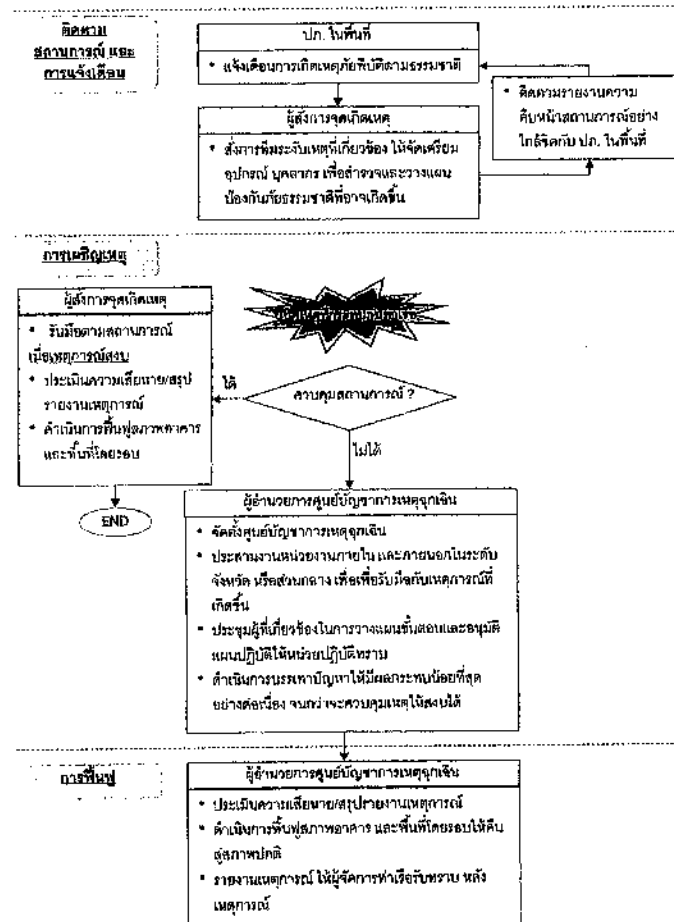 ติดตาม
สถานการณ์ และ
การแจ้งเตือน
ปภ. ในพื้นที่
• แจ้งเตือนการเกิดเหตุภัยพิบัติตามธรรมชาติ
• ติดตามรายงานความ
คืบหน้าสถานการณ์อย่าง
ใกล้ชิดกับ ปภ. ในพื้นที่
ผู้สั่งการจุดเกิดเหตุ
• สั่งการทีมระงับเหตุที่เกี่ยวข้อง ให้จัดเตรียม
อุปกรณ์ บุคลากร เพื่อสำรวจและวางแผน
ป้องกันภัยธรรมชาติที่อาจเกิดขึ้น
การเผชิญเหตุ
ผู้สั่งการจุดเกิดเหตุ
• รับมือตามสถานการณ์
เมื่อเหตุการณ์สงบ
• ประเมินความเสียหาย/สรุป
รายงานเหตุการณ์
• ดำเนินการฟื้นฟูสภาพอาคาร
และพื้นที่โดยรอบ
ได้
ควบคุมสถานการณ์ ?
ไม่ได้
END
ผู้อำนวยการศูนย์บัญชาการเหตุฉุกเฉิน
• จัดตั้งศูนย์บัญชาการเหตุฉุกเฉิน
• ประสานงานหน่วยงานภายใน และภายนอกในระดับ
จังหวัด หรือส่วนกลาง เพื่อเพื่อรับมือกับเหตุการณ์ที่
เกิดขึ้น
• ประชุมผู้ที่เกี่ยวข้องในการวางแผนขั้นตอนและอนุมัติ
แผนปฏิบัติให้หน่วยปฏิบัติทราบ
• ดำเนินการบรรเทาปัญหาให้มีผลกระทบน้อยที่สุด
อย่างต่อเนื่อง จนกว่าจะควบคุมเหตุให้สงบได้
การฟื้นฟู
ผู้อำนวยการศูนย์บัญชาการเหตุฉุกเฉิน
• ประเมินความเสียหาย/สรุปรายงานเหตุการณ์
• ดำเนินการฟื้นฟูสภาพอาคาร และพื้นที่โดยรอบให้คืน
สู่สภาพปกติ
• รายงานเหตุการณ์ ให้ผู้จัดการท่าเรือรับทราบ หลัง
เหตุการณ์